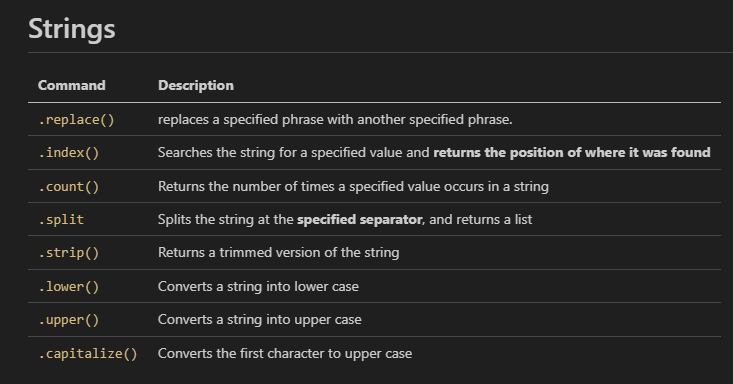 Strings
Command Description
.replace() replaces a specified phrase with another specified phrase.
.index() Searches the string for a specified value and returns the position of where it was found
.count() Returns the number of times a specified value occurs in a string
.split Splits the string at the specified separator, and returns a list
.strip() Returns a trimmed version of the string
.lower() Converts a string into lower case
.upper() Converts a string into upper case
.capitalize() Converts the first character to upper case